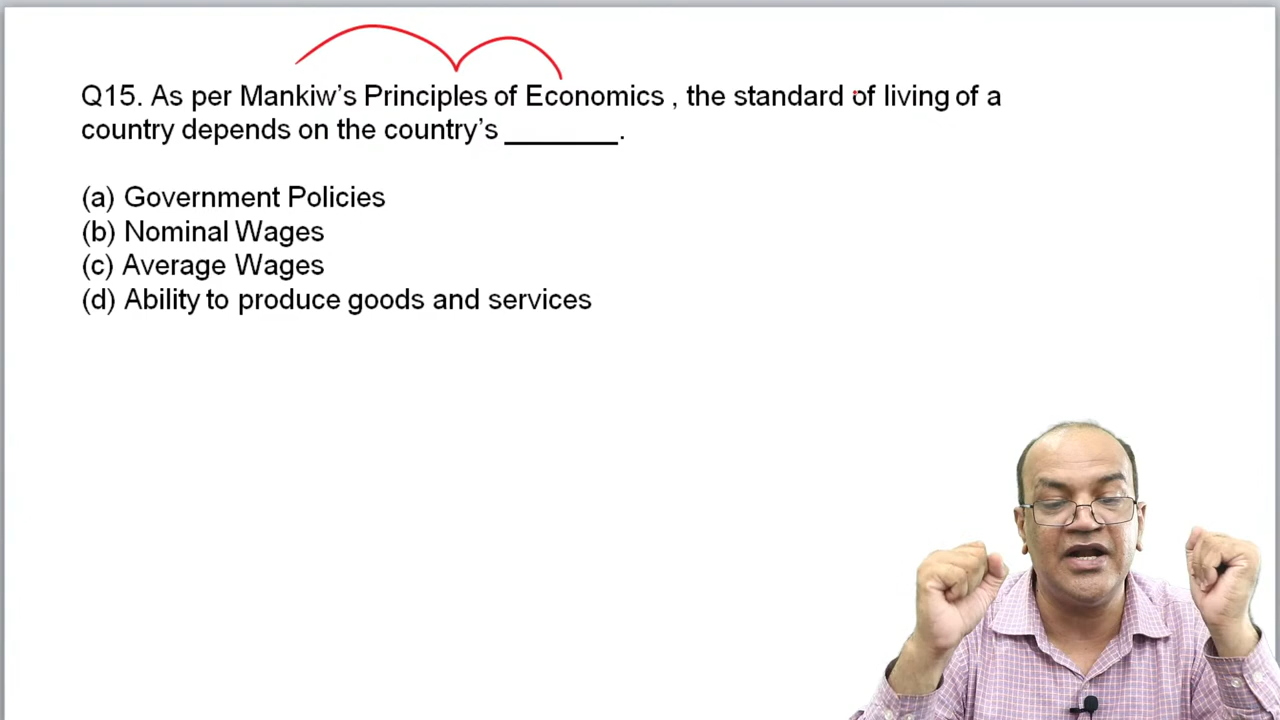 Q15. As per Mankiw’s Principles of Economics , the standard of living of a
country depends on the country’s ________.
(a) Government Policies
(b) Nominal Wages
(c) Average Wages
(d) Ability to produce goods and services